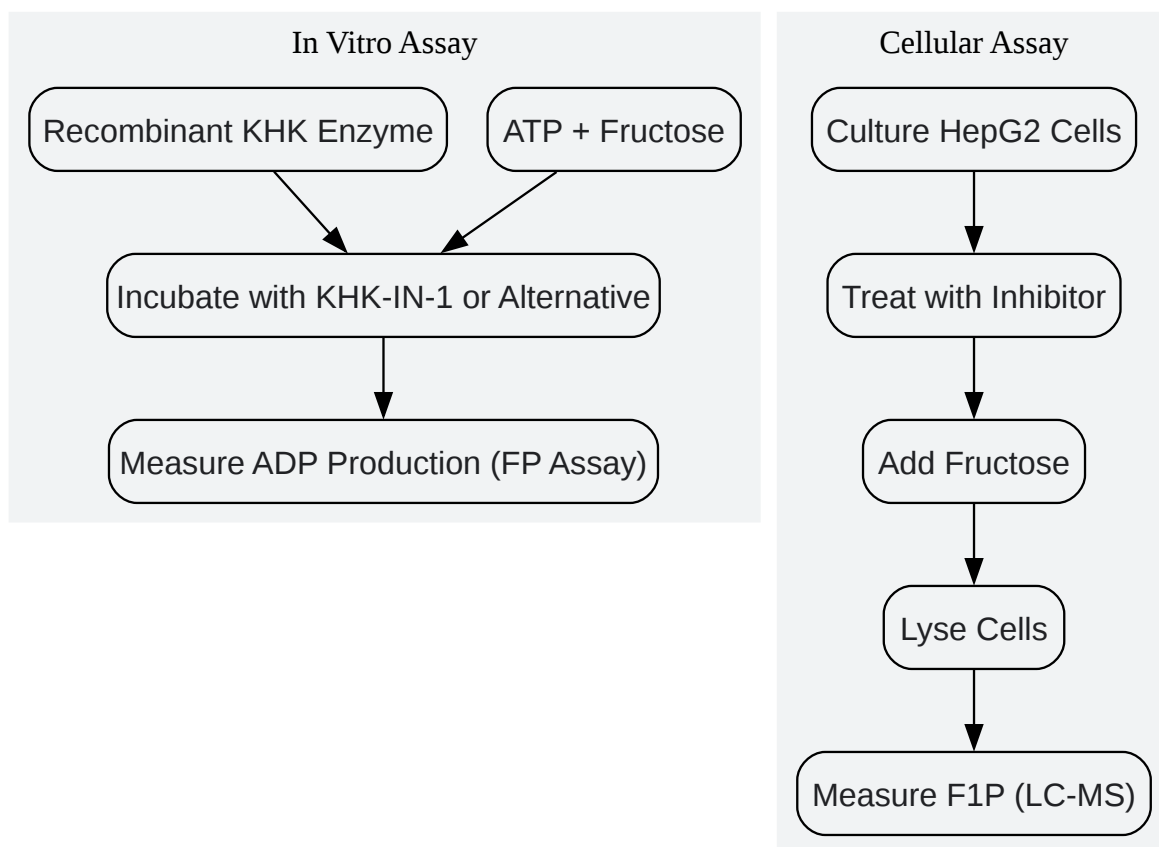 In Vitro Assay
Recombinant KHK Enzyme
ATP + Fructose
Incubate with KHK-IN-1 or Alternative
Measure ADP Production (FP Assay)
Cellular Assay
Culture HepG2 Cells
Treat with Inhibitor
Add Fructose
Lyse Cells
Measure F1P (LC-MS)